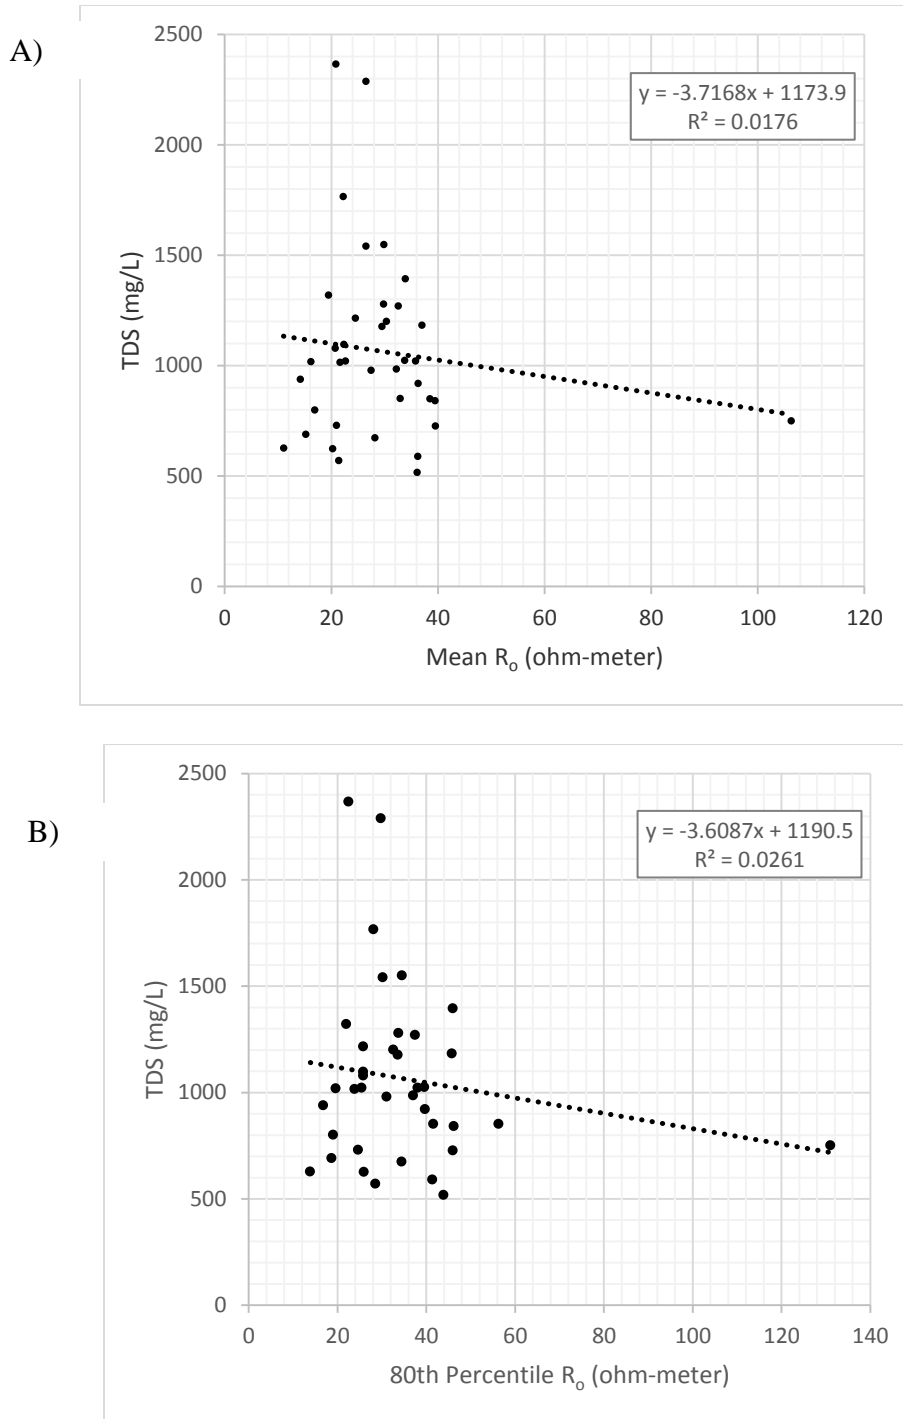 A)
2500
2000
1500
1000
500
0
TDS (mg/L)
y = -3.7168x + 1173.9
R² = 0.0176
0 20 40 60 80 100 120
Mean Rₒ (ohm-meter)
B)
2500
2000
1500
1000
500
0
TDS (mg/L)
y = -3.6087x + 1190.5
R² = 0.0261
0 20 40 60 80 100 120 140
80th Percentile Rₒ (ohm-meter)